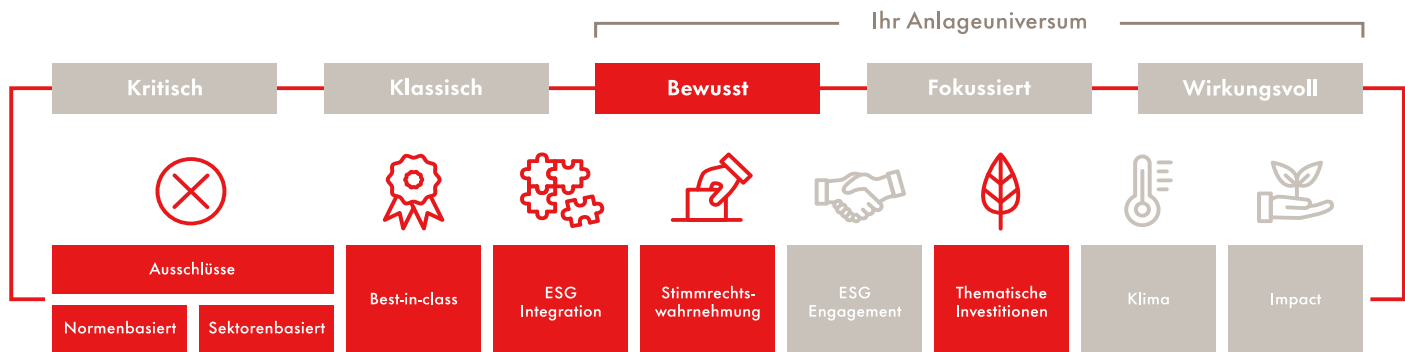 Ihr Anlageuniversum
Kritisch
Klassisch
Bewusst
Fokussiert
Wirkungsvoll
Ausschlüsse
Normenbasiert
Sektorenbasiert
Best-in-class
ESG
Integration
Stimmrechts-
wahrnehmung
ESG
Engagement
Thematische
Investitionen
Klima
Impact